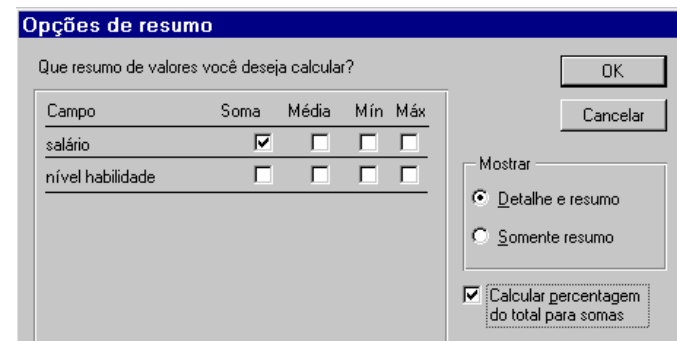 Opções de resumo
Que resumo de valores você deseja calcular?
OK
Cancelar
Campo Soma Média Mín Máx
salário
nível habilidade
Mostrar
Detalhe e resumo
Somente resumo
Calcular percentagem
do total para somas